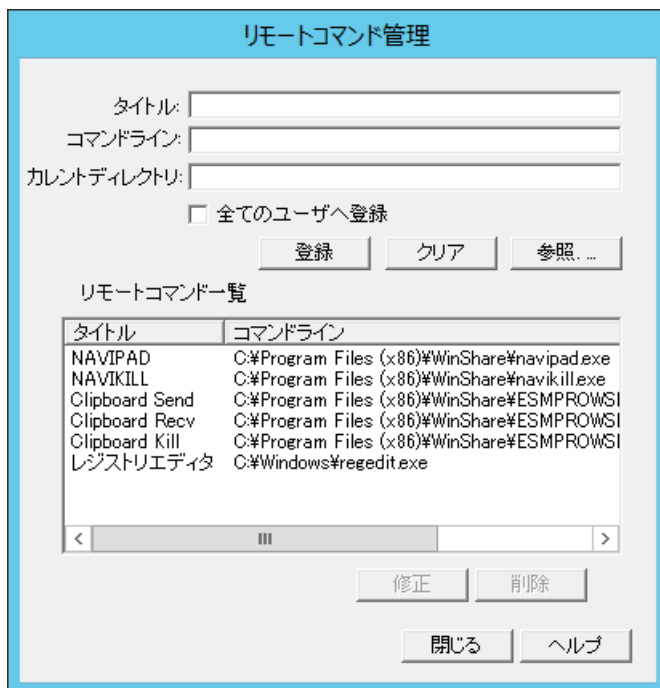 リモートコマンド管理
タイトル:
コマンドライン:
カレントディレクトリ:
全てのユーザへ登録
登録 クリア 参照. ...
リモートコマンド一覧
タイトル コマンドライン
NAVIPAD C:¥Program Files (x86)¥WinShare¥navipad.exe
NAVIKILL C:¥Program Files (x86)¥WinShare¥navikill.exe
Clipboard Send C:¥Program Files (x86)¥WinShare¥ESMPROWSI
Clipboard Recv C:¥Program Files (x86)¥WinShare¥ESMPROWSI
Clipboard Kill C:¥Program Files (x86)¥WinShare¥ESMPROWSI
レジストリエディタ C:¥Windows¥regedit.exe
修正 削除
閉じる ヘルプ